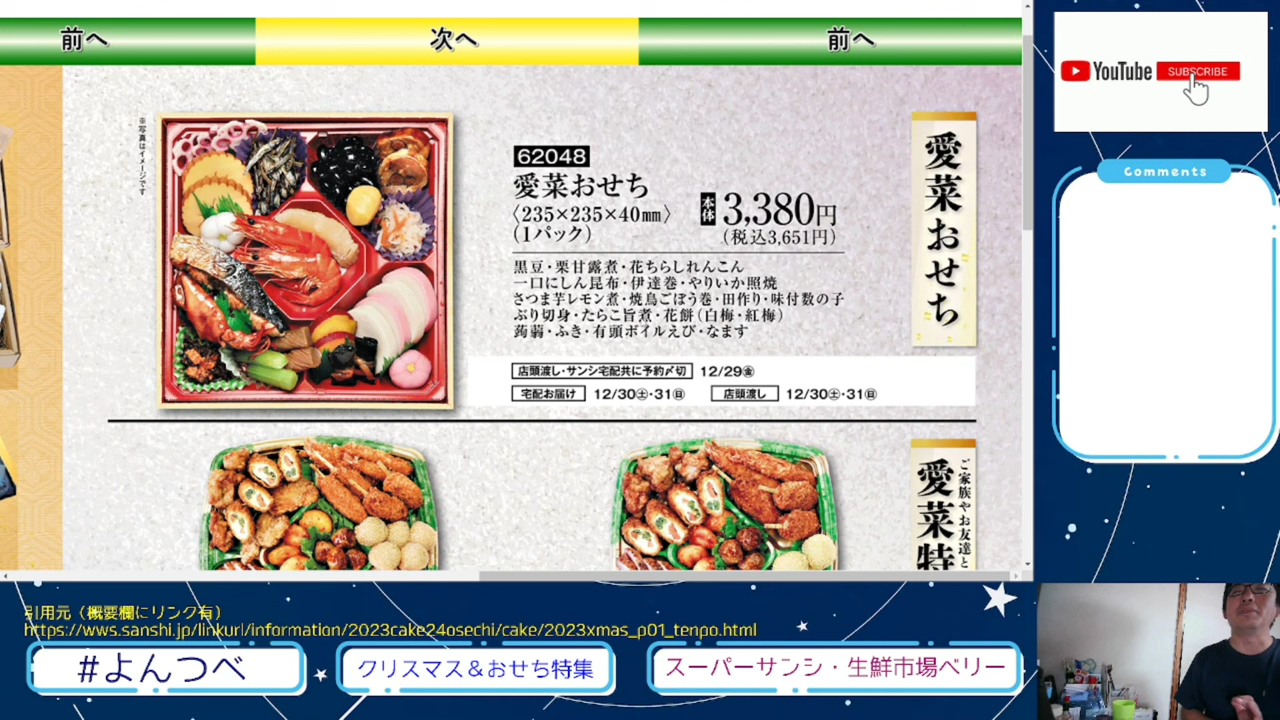 前へ
次へ
前へ
YouTube
SUBSCRIBE
Comments
※写真はイメージです
62048
愛菜おせち
〈235×235×40㎜〉
(1パック)
本体 3,380円
(税込3,651円)
黒豆・栗甘露煮・花ちらしれんこん
一口にしん昆布・伊達巻・やりいか照焼
さつま芋レモン煮・焼鳥ごぼう巻・田作り・味付数の子
ぶり切身・たらこ旨煮・花餅(白梅・紅梅)
蒟蒻・ふき・有頭ボイルえび・なます
店頭渡し・サンシ宅配共に予約〆切 12/29㊎
宅配お届け 12/30㊏・31㊐ 店頭渡し 12/30㊏・31㊐
愛菜おせち
ご家族やお友達と
愛菜特
引用元(概要欄にリンク有)
https://wws.sanshi.jp/linkurl/information/2023cake24osechi/cake/2023xmas_p01_tenpo.html
#よんつべ
クリスマス&おせち特集
スーパーサンシ・生鮮市場ベリー